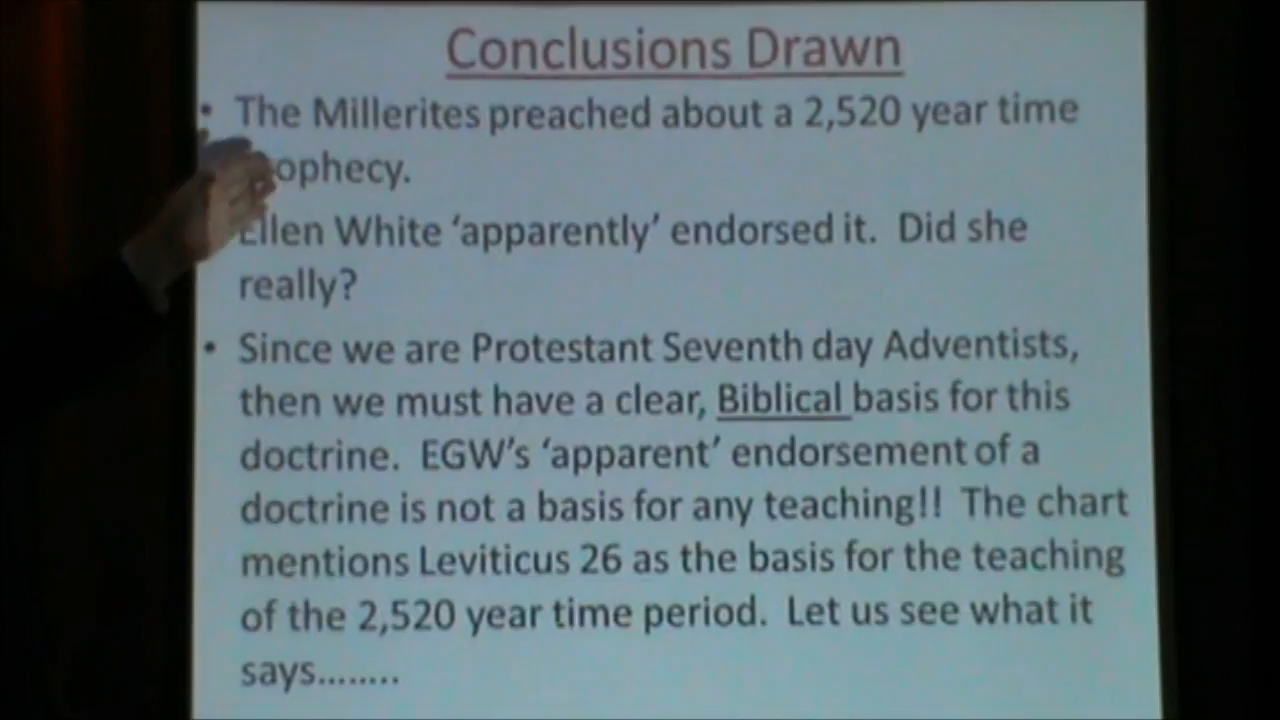 Conclusions Drawn
• The Millerites preached about a 2,520 year time
ophecy.
Ellen White ‘apparently’ endorsed it.  Did she
really?
• Since we are Protestant Seventh day Adventists,
then we must have a clear, Biblical basis for this
doctrine.  EGW’s ‘apparent’ endorsement of a
doctrine is not a basis for any teaching!!  The chart
mentions Leviticus 26 as the basis for the teaching
of the 2,520 year time period.  Let us see what it
says........